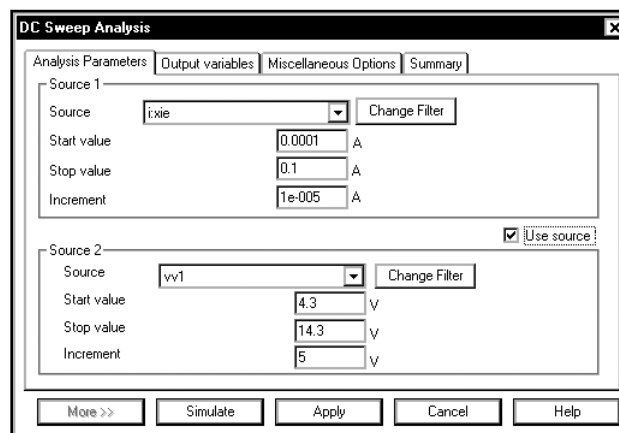 DC Sweep Analysis
Analysis Parameters Output variables Miscellaneous Options Summary
Source 1
Source i:xie Change Filter
Start value 0.0001 A
Stop value 0.1 A
Increment 1e-005 A
Use source
Source 2
Source vv1 Change Filter
Start value 4.3 V
Stop value 14.3 V
Increment 5 V
More >> Simulate Apply Cancel Help